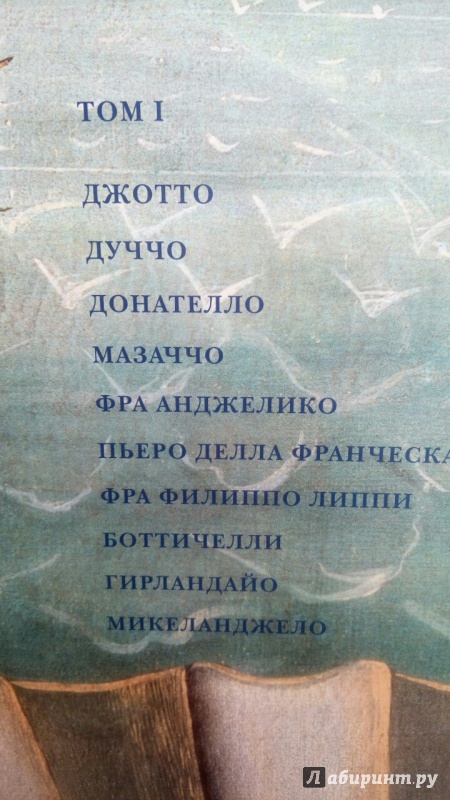 ТОМ I
ДЖОТТО
ДУЧЧО
ДОНАТЕЛЛО
МАЗАЧЧО
ФРА АНДЖЕЛИКО
ПЬЕРО ДЕЛЛА ФРАНЧЕСКА
ФРА ФИЛИППО ЛИППИ
БОТТИЧЕЛЛИ
ГИРЛАНДАЙО
МИКЕЛАНДЖЕЛО
Лабиринт.ру